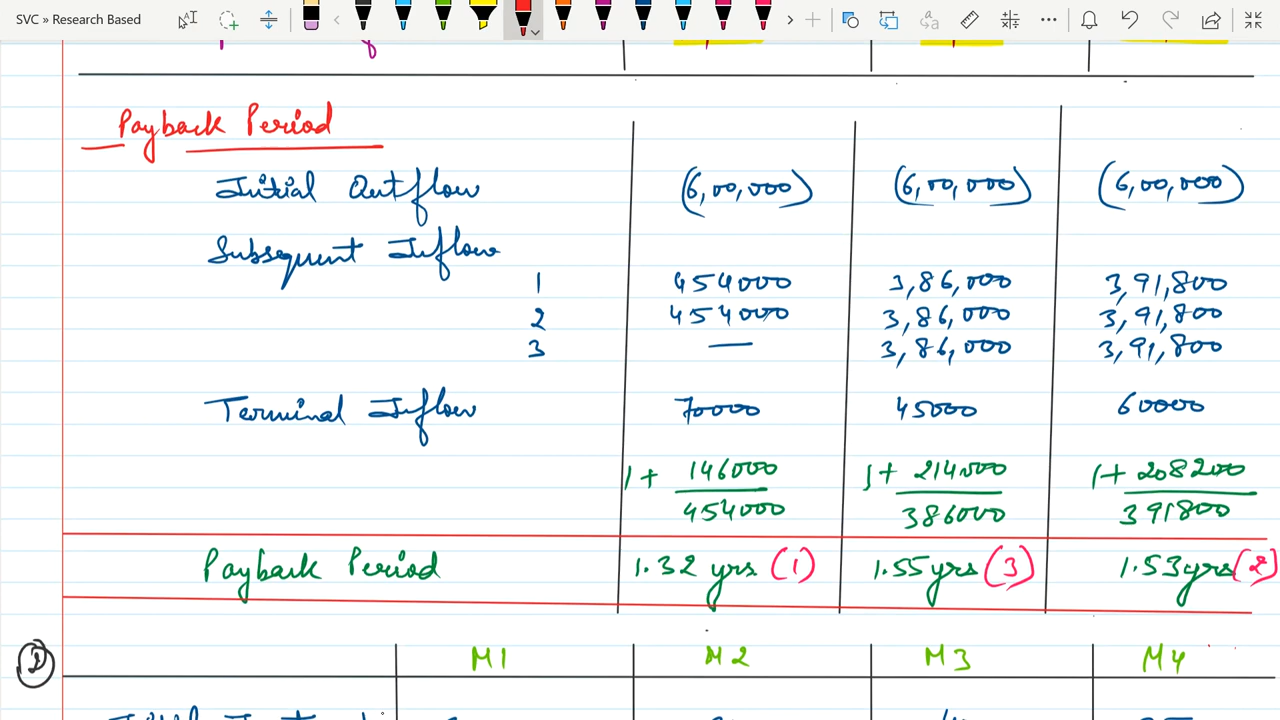 SVC » Research Based
Payback Period
Initial Outflow (6,00,000) (6,00,000) (6,00,000)
Subsequent Inflow
1 454000 3,86,000 3,91,800
2 454000 3,86,000 3,91,800
3 — 3,86,000 3,91,800
Terminal Inflow 70000 45000 60000
1+ 146000 1+ 214000 1+ 208200
454000 386000 391800
Payback Period 1.32 yrs. (1) 1.55 yrs (3) 1.53 yrs (2)
2 M1 M2 M3 M4